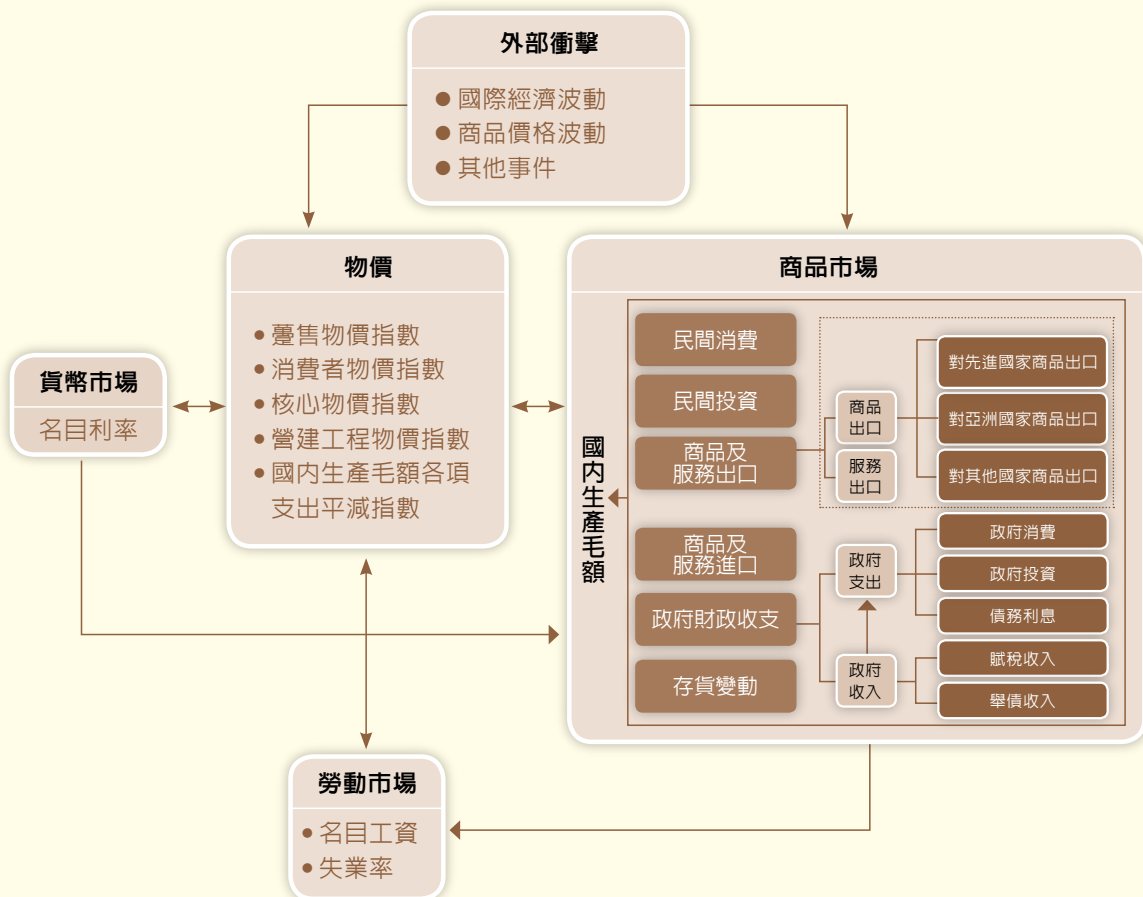 外部衝擊
● 國際經濟波動
● 商品價格波動
● 其他事件
物價
● 躉售物價指數
● 消費者物價指數
● 核心物價指數
● 營建工程物價指數
● 國內生產毛額各項
支出平減指數
貨幣市場
名目利率
商品市場
國內生產毛額
民間消費
民間投資
商品及
服務出口
商品
出口
服務
出口
對先進國家商品出口
對亞洲國家商品出口
對其他國家商品出口
商品及
服務進口
政府財政收支
存貨變動
政府
支出
政府
收入
政府消費
政府投資
債務利息
賦稅收入
舉債收入
勞動市場
● 名目工資
● 失業率